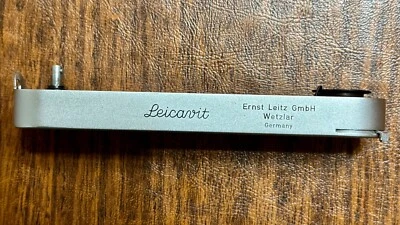 Leicavit
Ernst Leitz GmbH
Wetzlar
Germany